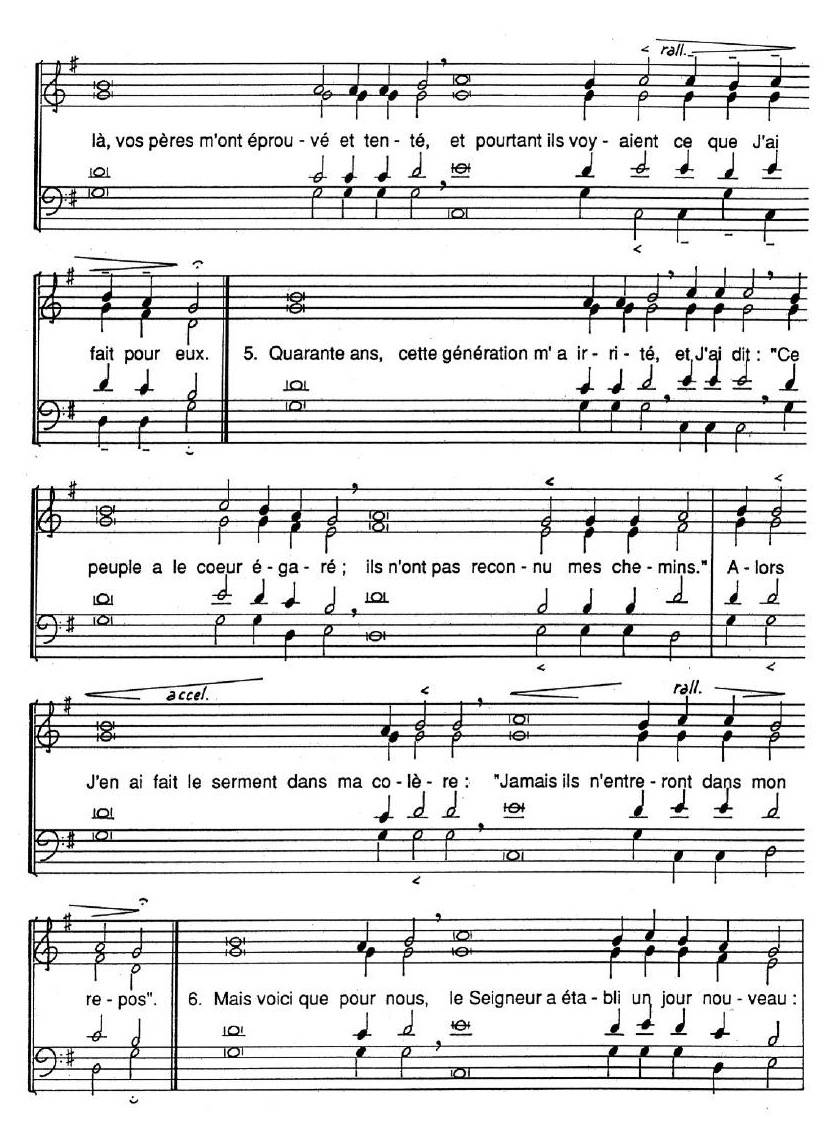 rall.
là, vos pères m'ont éprou - vé et ten - té, et pourtant ils voy - aient ce que J'ai
fait pour eux. 5. Quarante ans, cette génération m' a ir - ri - té, et J'ai dit : "Ce
peuple a le coeur é - ga - ré ; ils n'ont pas recon - nu mes che - mins." A - lors
accel. rall.
J'en ai fait le serment dans ma co - lè - re : "Jamais ils n'entre - ront dans mon
re - pos". 6. Mais voici que pour nous, le Seigneur a éta - bli un jour nou - veau :